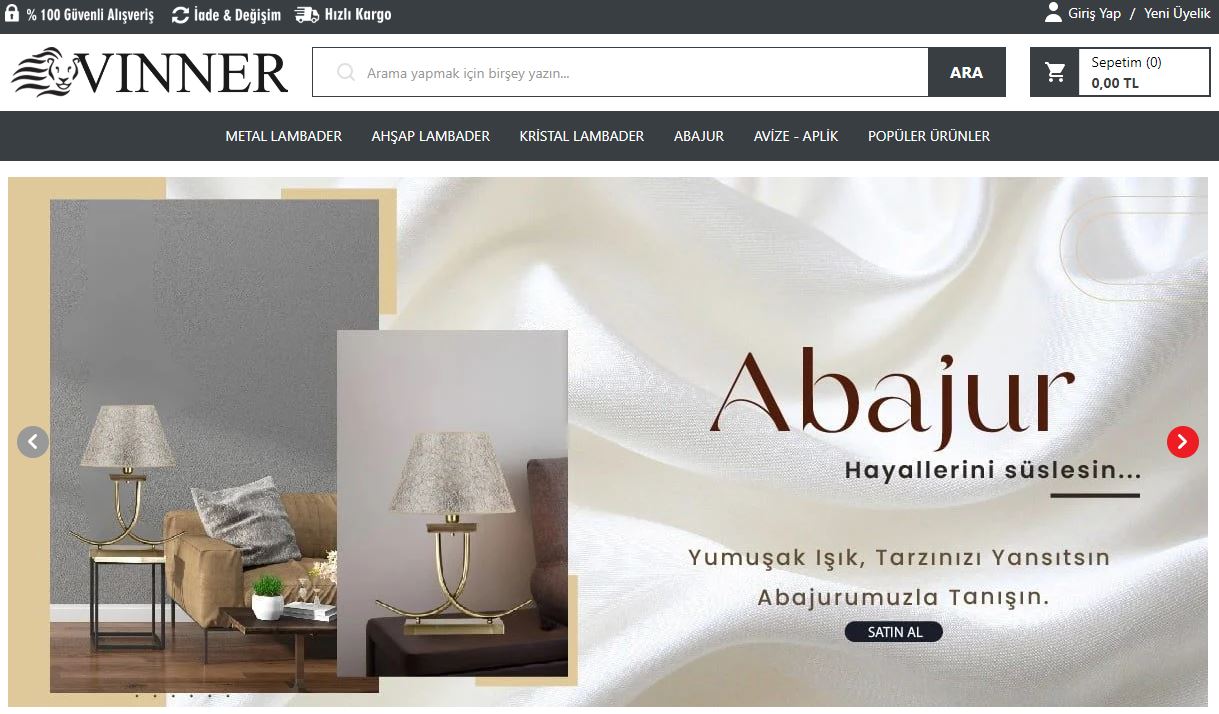 % 100 Güvenli Alışveriş İade & Değişim Hızlı Kargo
Giriş Yap / Yeni Üyelik
VINNER
Arama yapmak için birşey yazın...
ARA
Sepetim (0)
0,00 TL
METAL LAMBADER AHŞAP LAMBADER KRİSTAL LAMBADER ABAJUR AVİZE - APLİK POPÜLER ÜRÜNLER
Abajur
Hayallerini süslesin...
Yumuşak Işık, Tarzınızı Yansıtsın
Abajurumuzla Tanışın.
SATIN AL